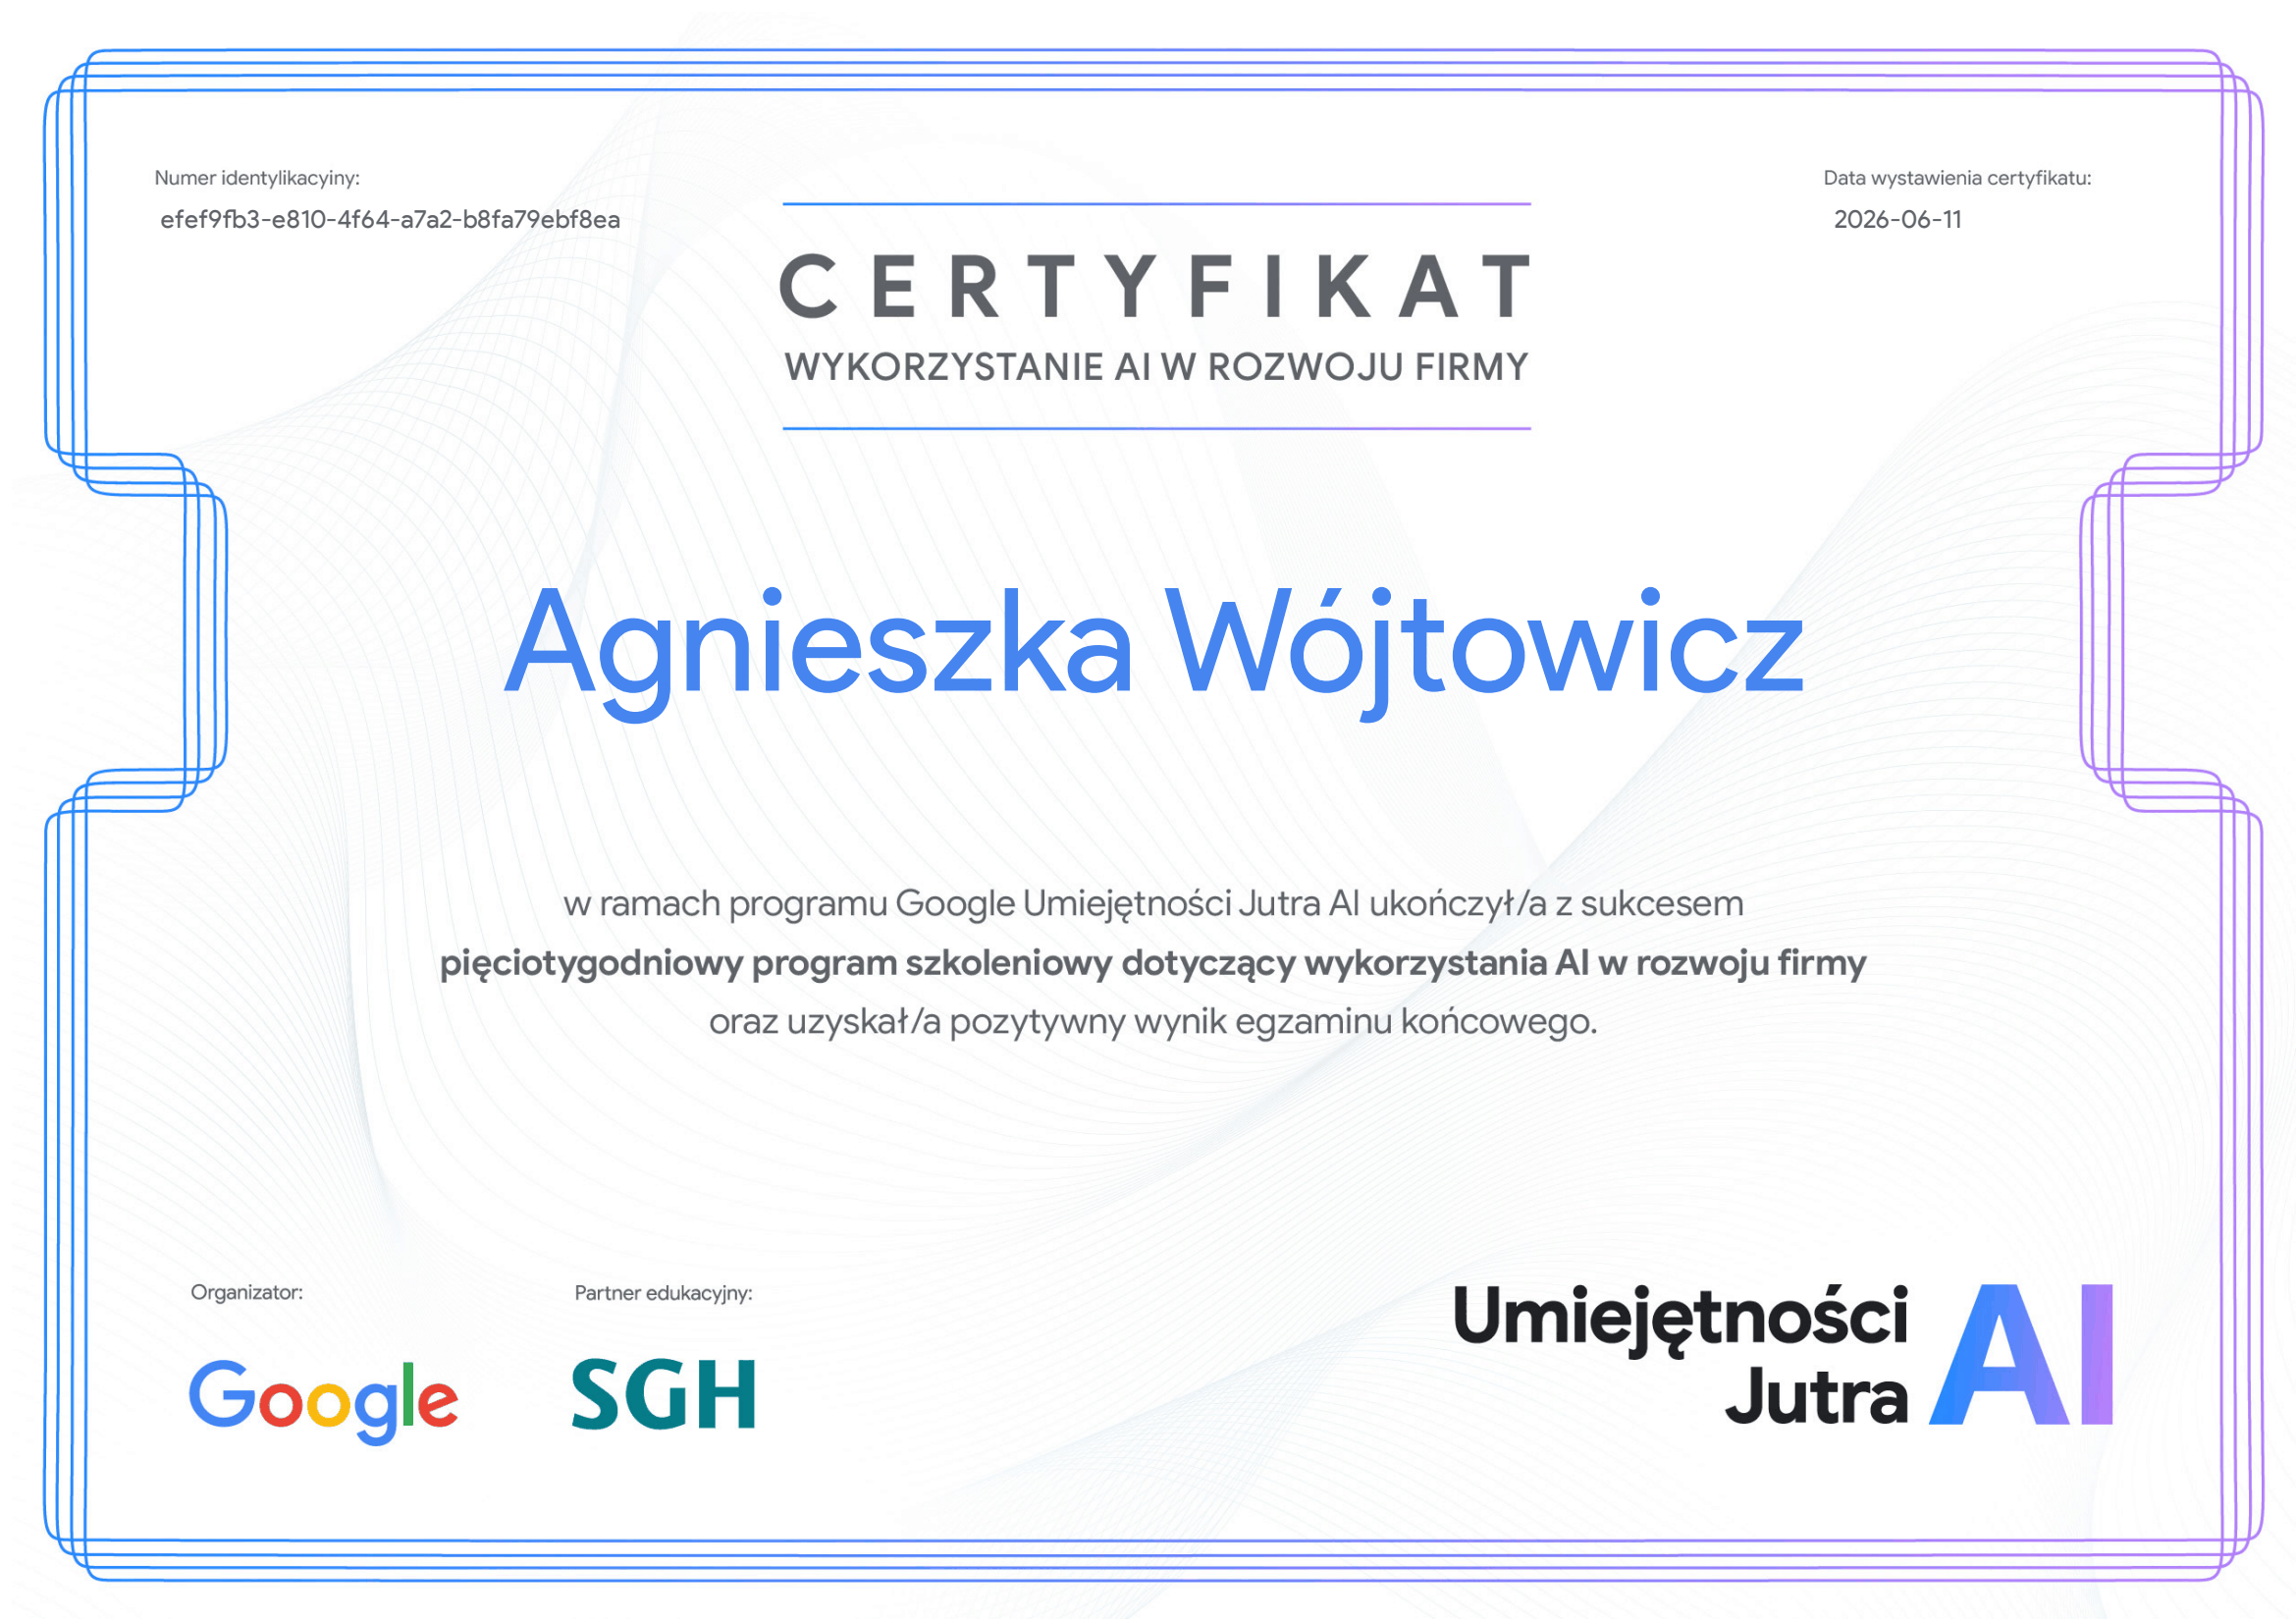 Numer identylikacyiny:
efef9fb3-e810-4f64-a7a2-b8fa79ebf8ea
Data wystawienia certyfikatu:
2026-06-11
CERTYFIKAT
WYKORZYSTANIE AI W ROZWOJU FIRMY
Agnieszka Wójtowicz
w ramach programu Google Umiejętności Jutra AI ukończył/a z sukcesem
pięciotygodniowy program szkoleniowy dotyczący wykorzystania AI w rozwoju firmy
oraz uzyskał/a pozytywny wynik egzaminu końcowego.
Organizator:
Google
Partner edukacyjny:
SGH
Umiejętności
Jutra AI